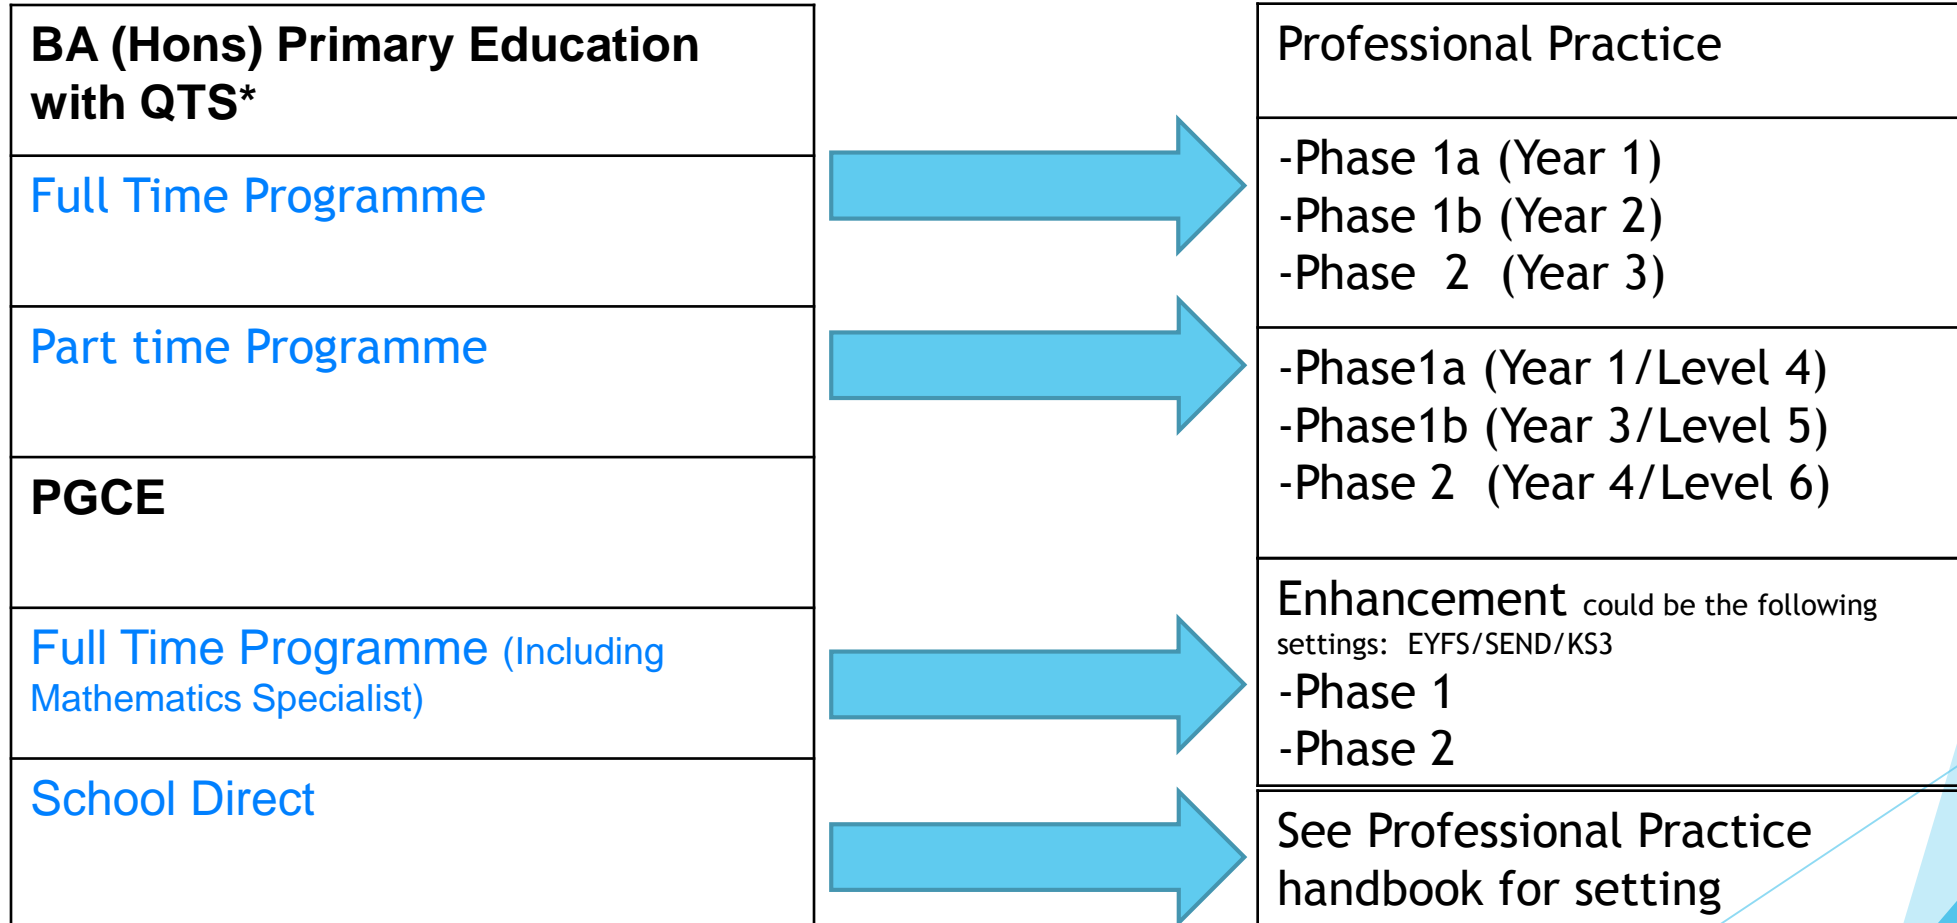 BA (Hons) Primary Education
with QTS*
Full Time Programme
Part time Programme
PGCE
Full Time Programme (Including
Mathematics Specialist)
School Direct
Professional Practice
-Phase 1a (Year 1)
-Phase 1b (Year 2)
-Phase  2  (Year 3)
-Phase1a (Year 1/Level 4)
-Phase1b (Year 3/Level 5)
-Phase 2  (Year 4/Level 6)
Enhancement could be the following
settings:  EYFS/SEND/KS3
-Phase 1
-Phase 2
See Professional Practice
handbook for setting